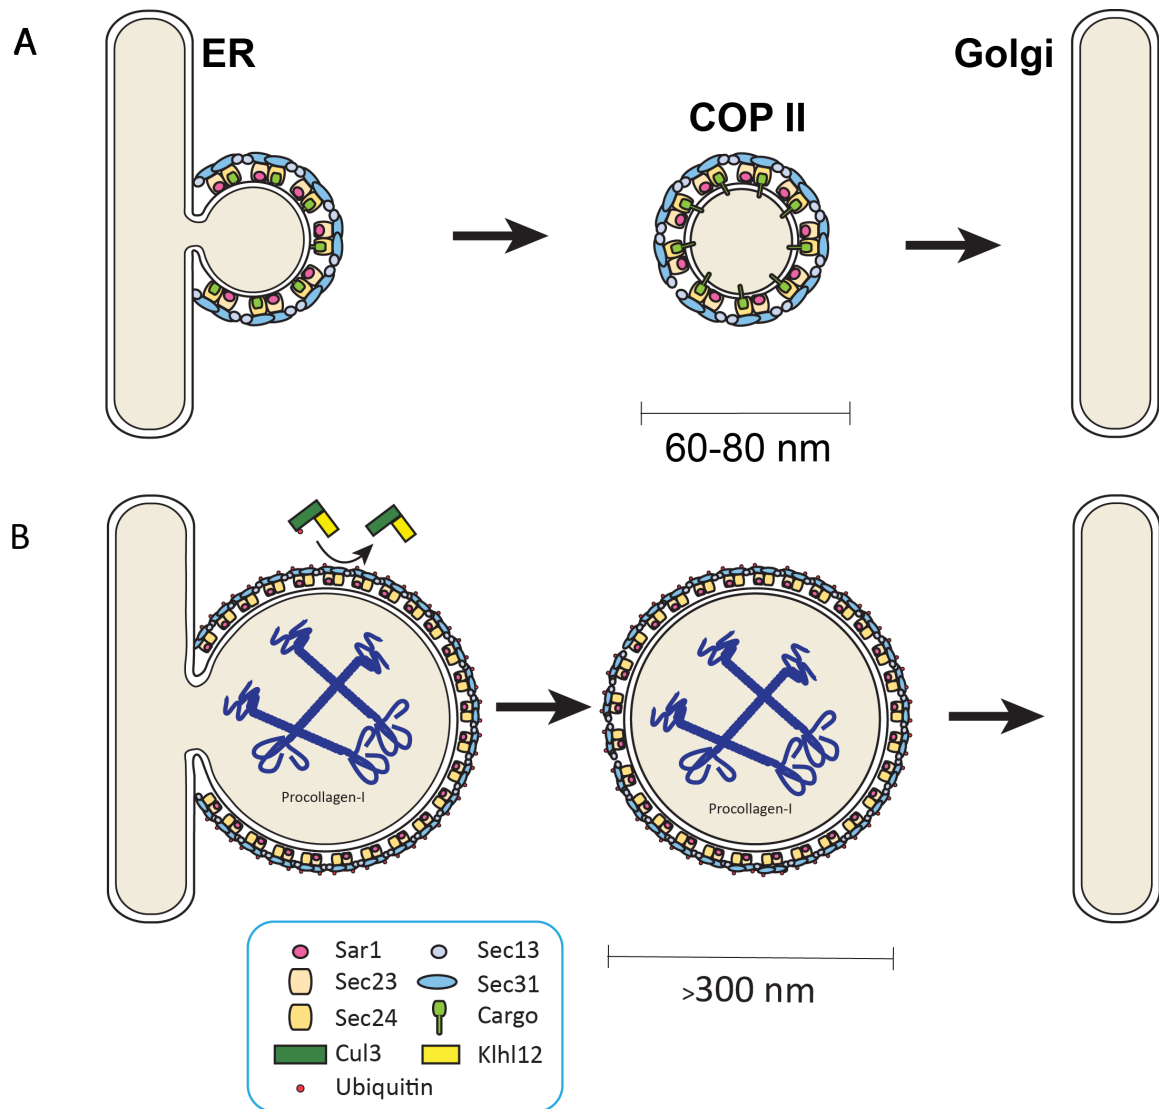 A
ER
Golgi
COP II
60-80 nm
B
Procollagen-I
Procollagen-I
Sar1
Sec13
Sec23
Sec31
Sec24
Cargo
Cul3
Klhl12
Ubiquitin
>300 nm